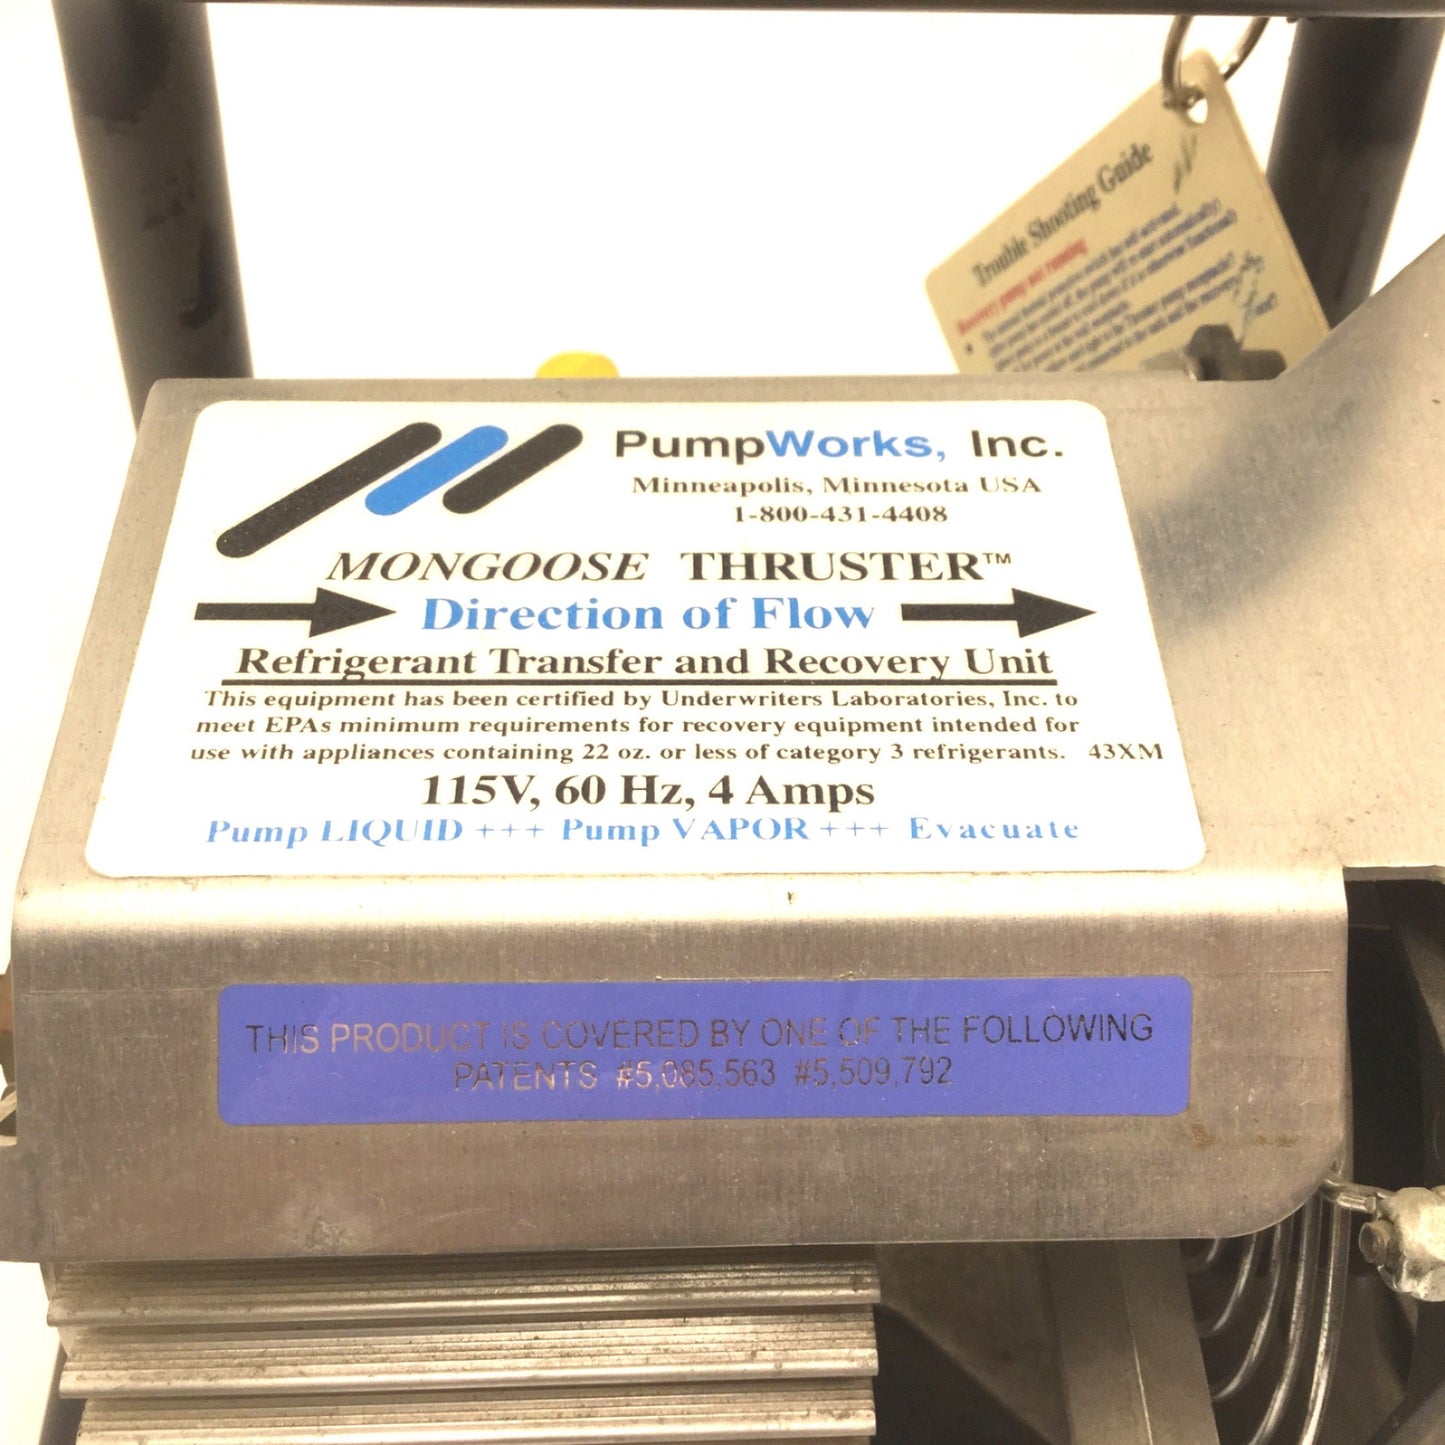 Trouble Shooting Guide
Recovery pump not running
PumpWorks, Inc.
Minneapolis, Minnesota USA
1-800-431-4408
MONGOOSE THRUSTER™
Direction of Flow
Refrigerant Transfer and Recovery Unit
This equipment has been certified by Underwriters Laboratories, Inc. to
meet EPAs minimum requirements for recovery equipment intended for
use with appliances containing 22 oz. or less of category 3 refrigerants. 43XM
115V, 60 Hz, 4 Amps
Pump LIQUID +++ Pump VAPOR +++ Evacuate
THIS PRODUCT IS COVERED BY ONE OF THE FOLLOWING
PATENTS #5,085,563 #5,509,792